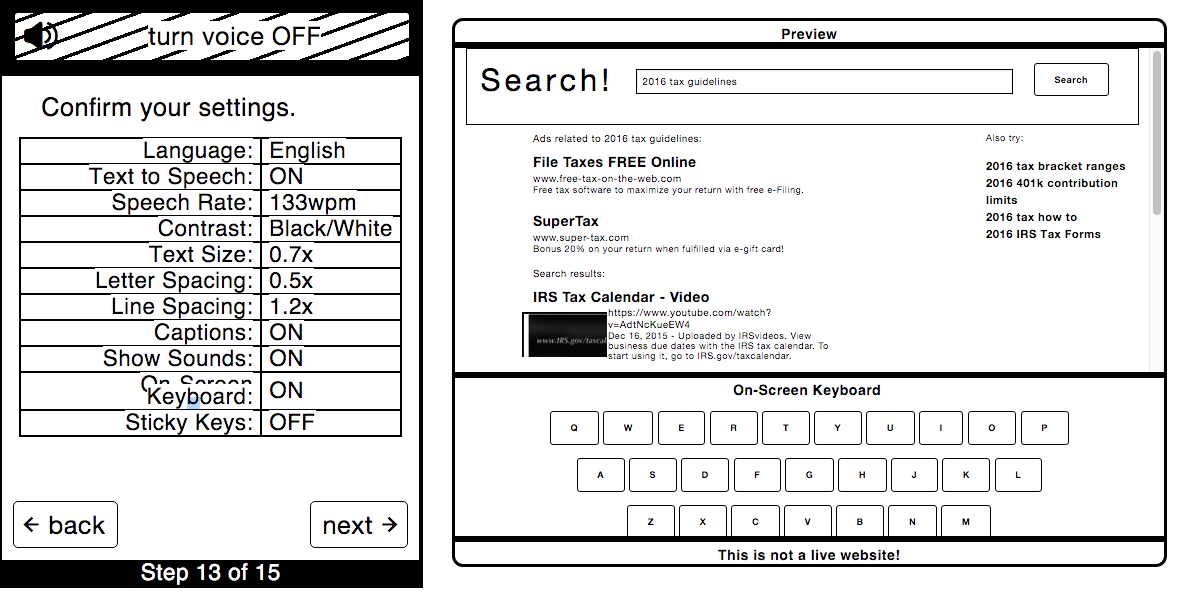 turn voice OFF
Confirm your settings.
Language: English
Text to Speech: ON
Speech Rate: 133wpm
Contrast: Black/White
Text Size: 0.7x
Letter Spacing: 0.5x
Line Spacing: 1.2x
Captions: ON
Show Sounds: ON
On-Screen
Keyboard: ON
Sticky Keys: OFF
← back
next →
Step 13 of 15
Preview
Search!
2016 tax guidelines
Search
Ads related to 2016 tax guidelines:
File Taxes FREE Online
www.free-tax-on-the-web.com
Free tax software to maximize your return with free e-Filing.
SuperTax
www.super-tax.com
Bonus 20% on your return when fulfilled via e-gift card!
Search results:
IRS Tax Calendar - Video
www.IRS.gov/taxcal
https://www.youtube.com/watch?
v=AdtNcKueEW4
Dec 16, 2015 - Uploaded by IRSvideos. View
business due dates with the IRS tax calendar. To
start using it, go to IRS.gov/taxcalendar.
Also try:
2016 tax bracket ranges
2016 401k contribution
limits
2016 tax how to
2016 IRS Tax Forms
On-Screen Keyboard
Q W E R T Y U I O P
A S D F G H J K L
Z X C V B N M
This is not a live website!